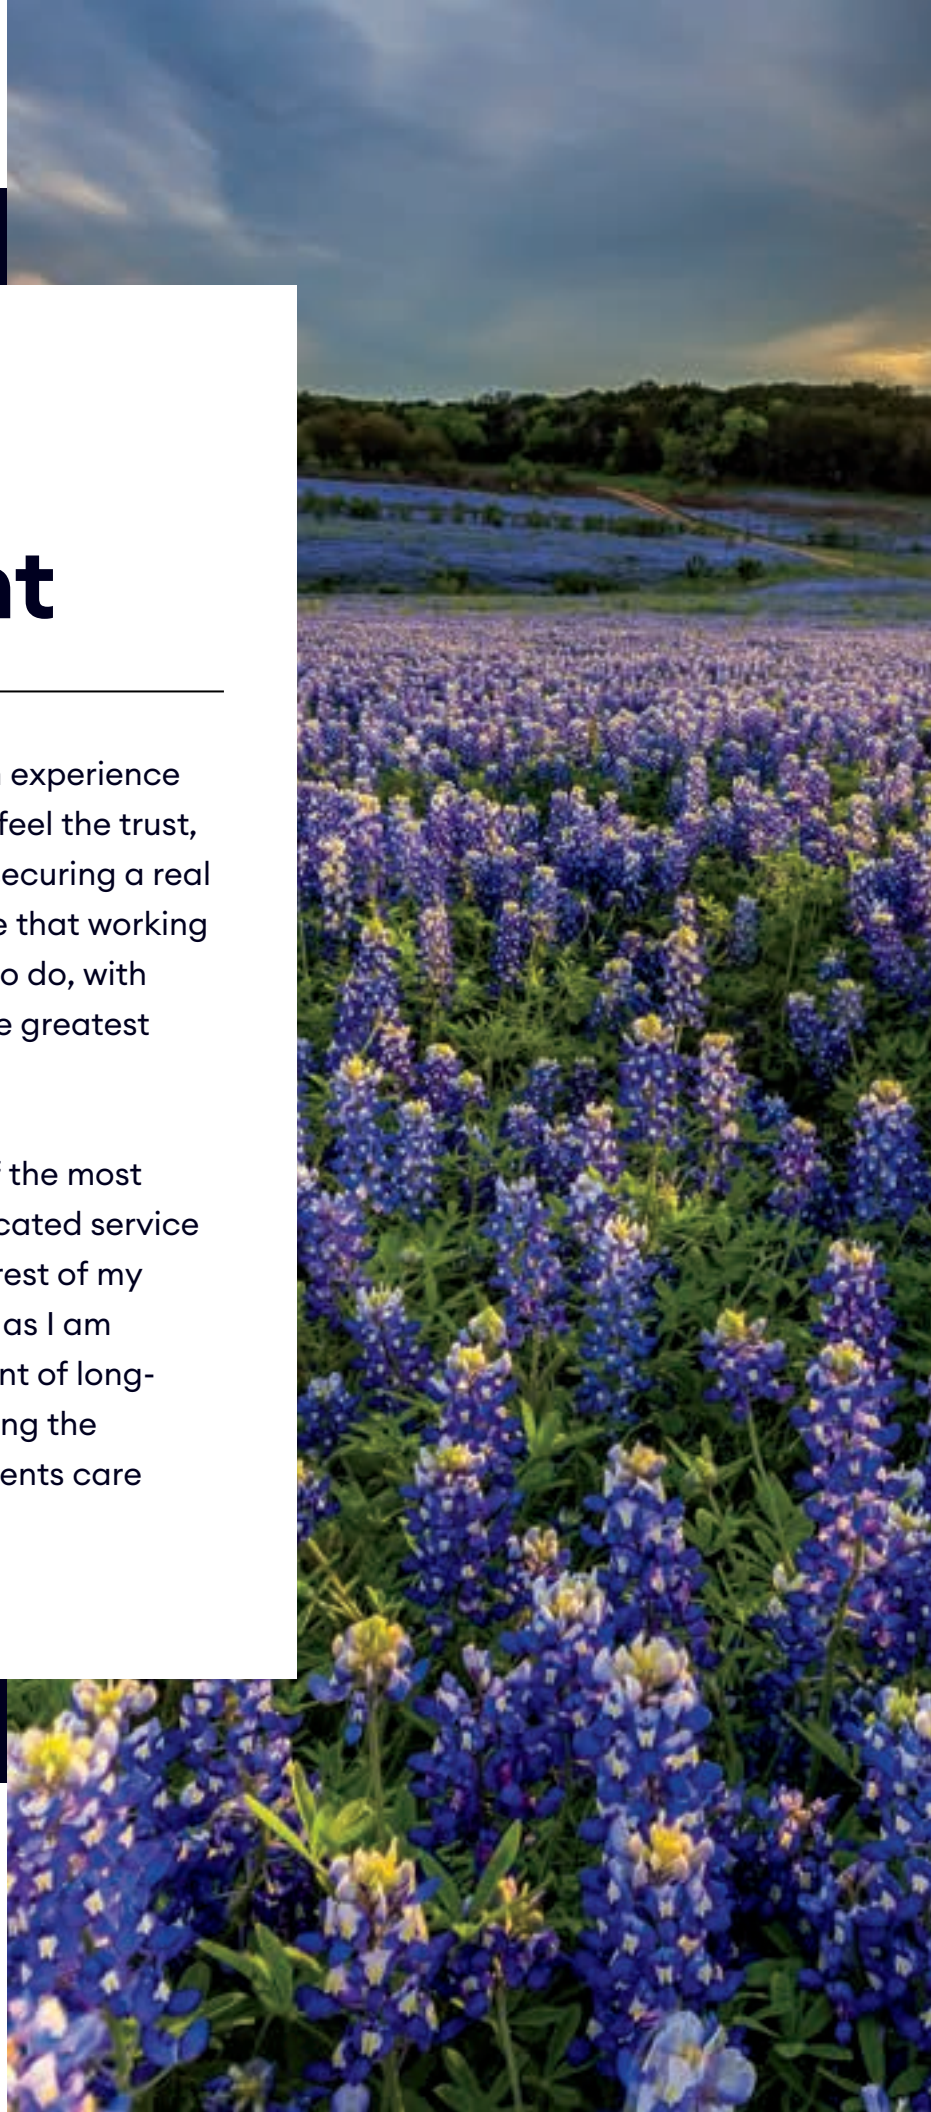 nt
experience
feel the trust,
ecuring a real
e that working
o do, with
e greatest
the most
cated service
rest of my
as I am
nt of long-
ng the
ents care